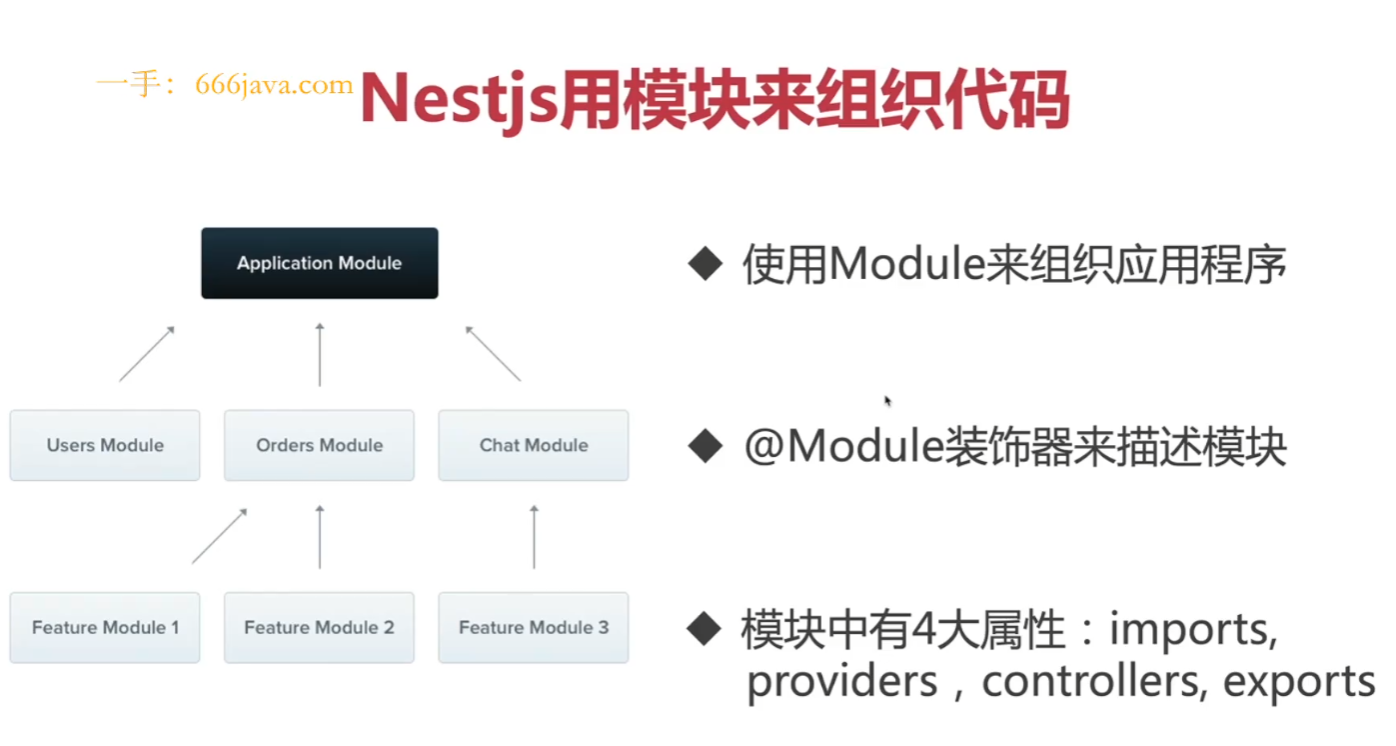 一手：666java.com
Nestjs用模块来组织代码
Application Module
Users Module
Orders Module
Chat Module
Feature Module 1
Feature Module 2
Feature Module 3
◆ 使用Module来组织应用程序
◆ @Module装饰器来描述模块
◆ 模块中有4大属性：imports,
providers，controllers, exports